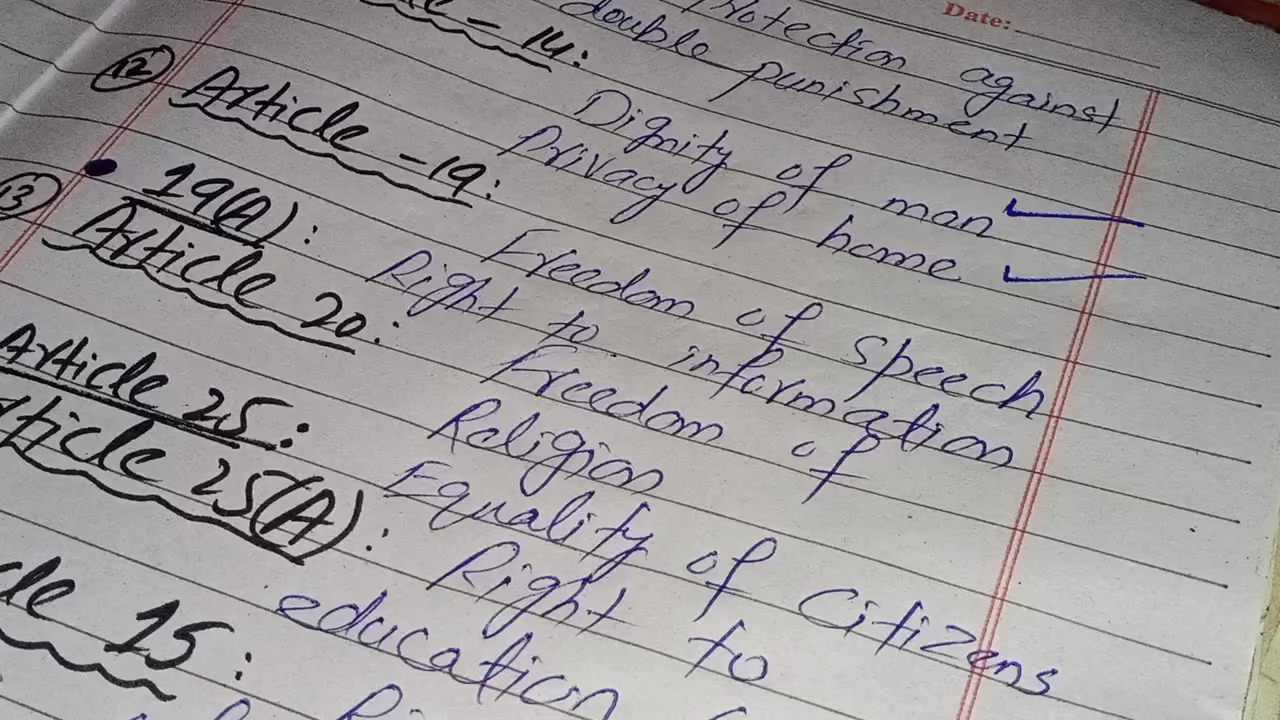 Date:
Protection against
double punishment
- 14:
Dignity of man
Privacy of home
12 Article - 19:
Freedom of speech
19(A): Right to information
13 Article 20:
Freedom of
Religion
Article 25:
Equality of Citizens
Article 25(A):
Right to
education
15: